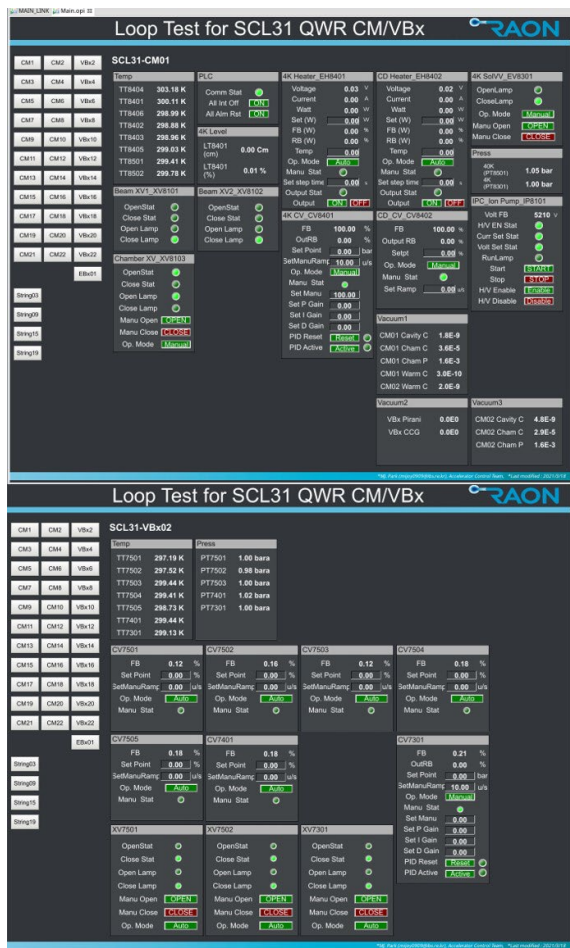 MAIN_LINK Main.opi
Loop Test for SCL31 QWR CM/VBx
RAON
CM1 CM2 VBx2
CM3 CM4 VBx4
CM5 CM6 VBx6
CM7 CM8 VBx8
CM9 CM10 VBx10
CM11 CM12 VBx12
CM13 CM14 VBx14
CM15 CM16 VBx16
CM17 CM18 VBx18
CM19 CM20 VBx20
CM21 CM22 VBx22
EBx01
String03
String09
String15
String19
SCL31-CM01
Temp
TT8404 303.18 K
TT8401 300.11 K
TT8406 298.99 K
TT8402 298.88 K
TT8403 298.96 K
TT8405 299.03 K
TT8501 299.41 K
TT8502 299.78 K
PLC
Comm Stat
All Int Off ON
All Alm Rst ON
4K Level
LT8401 (cm) 0.00 Cm
LT8401 (%) 0.01 %
4K Heater_EH8401
Voltage 0.03 V
Current 0.00 A
Watt 0.00 W
Set (W) 0.00 W
FB (W) 0.00 %
RB (W) 0.00 %
Temp 0.00
Op. Mode Auto
Manu Stat
Set step time 0.00 s
Output Stat
Output ON OFF
CD Heater_EH8402
Voltage 0.02 V
Current 0.00 A
Watt 0.00 W
Set (W) 0.00 W
FB (W) 0.00 %
RB (W) 0.00 %
Temp 0.00
Op. Mode Auto
Manu Stat
Set step time 0.00 s
Output Stat
Output ON OFF
4K SolVV_EV8301
OpenLamp
CloseLamp
Op. Mode Manual
Manu Open OPEN
Manu Close CLOSE
Press
40K (PT8501) 1.05 bar
4K (PT8301) 1.00 bar
Beam XV1_XV8101
OpenStat
Close Stat
Open Lamp
Close Lamp
Beam XV2_XV8102
OpenStat
Close Stat
Open Lamp
Close Lamp
Chamber XV_XV8103
OpenStat
Close Stat
Open Lamp
Close Lamp
Manu Open OPEN
Manu Close CLOSE
Op. Mode Manual
4K CV_CV8401
FB 100.00 %
OutRB 0.00 %
Set Point 0.00 bar
SetManuRamp 10.00 u/s
Op. Mode Manual
Manu Stat
Set Manu 100.00
Set P Gain 0.00
Set I Gain 0.00
Set D Gain 0.00
PID Reset Reset
PID Active Active
CD_CV_CV8402
FB 100.00 %
Output RB 0.00 %
Setpt 0.00 %
Op. Mode Manual
Manu Stat
Set Ramp 0.00 u/s
IPC_Ion Pump_IP8101
Volt FB 5210 V
H/V EN Stat
Curr Set Stat
Volt Set Stat
RunLamp
Start START
Stop STOP
H/V Enable Enable
H/V Disable Disable
Vacuum1
CM01 Cavity C 1.8E-9
CM01 Cham C 3.6E-5
CM01 Cham P 1.6E-3
CM01 Warm C 3.0E-10
CM02 Warm C 2.0E-9
Vacuum2
VBx Pirani 0.0E0
VBx CCG 0.0E0
Vacuum3
CM02 Cavity C 4.8E-9
CM02 Cham C 2.9E-5
CM02 Cham P 1.6E-3
Loop Test for SCL31 QWR CM/VBx
RAON
CM1 CM2 VBx2
CM3 CM4 VBx4
CM5 CM6 VBx6
CM7 CM8 VBx8
CM9 CM10 VBx10
CM11 CM12 VBx12
CM13 CM14 VBx14
CM15 CM16 VBx16
CM17 CM18 VBx18
CM19 CM20 VBx20
CM21 CM22 VBx22
EBx01
String03
String09
String15
String19
SCL31-VBx02
Temp
TT7501 297.19 K
TT7502 297.52 K
TT7503 299.44 K
TT7504 299.41 K
TT7505 298.73 K
TT7401 299.44 K
TT7301 299.13 K
Press
PT7501 1.00 bara
PT7502 0.98 bara
PT7503 1.00 bara
PT7401 1.02 bara
PT7301 1.00 bara
CV7501
FB 0.12 %
Set Point 0.00 %
SetManuRamp 0.00 u/s
Op. Mode Auto
Manu Stat
CV7502
FB 0.16 %
Set Point 0.00 %
SetManuRamp 0.00 u/s
Op. Mode Auto
Manu Stat
CV7503
FB 0.12 %
Set Point 0.00 %
SetManuRamp 0.00 u/s
Op. Mode Auto
Manu Stat
CV7504
FB 0.18 %
Set Point 0.00 %
SetManuRamp 0.00 u/s
Op. Mode Auto
Manu Stat
CV7505
FB 0.18 %
Set Point 0.00 %
SetManuRamp 0.00 u/s
Op. Mode Auto
Manu Stat
CV7401
FB 0.18 %
Set Point 0.00 %
SetManuRamp 0.00 u/s
Op. Mode Auto
Manu Stat
CV7301
FB 0.21 %
OutRB 0.00 %
Set Point 0.00 bar
SetManuRamp 10.00 u/s
Op. Mode Manual
Manu Stat
Set Manu 0.00
Set P Gain 0.00
Set I Gain 0.00
Set D Gain 0.00
PID Reset Reset
PID Active Active
XV7501
OpenStat
Close Stat
Open Lamp
Close Lamp
Manu Open OPEN
Manu Close CLOSE
Op. Mode Auto
XV7502
OpenStat
Close Stat
Open Lamp
Close Lamp
Manu Open OPEN
Manu Close CLOSE
Op. Mode Auto
XV7301
OpenStat
Close Stat
Open Lamp
Close Lamp
Manu Open OPEN
Manu Close CLOSE
Op. Mode Auto